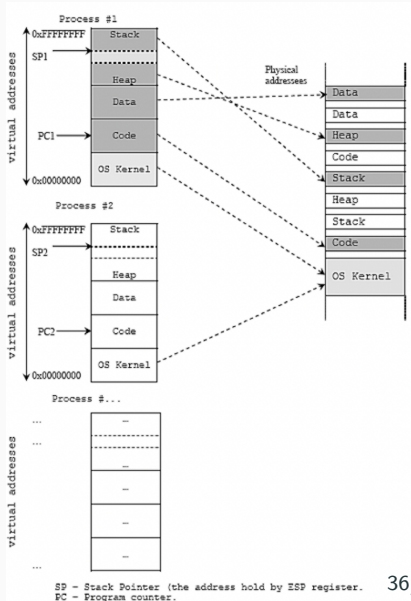 Process #1
0xFFFFFFFF
SP1
PC1
0x00000000
virtual addresses
Stack
Heap
Data
Code
OS Kernel
Physical
addresees
Data
Data
Heap
Code
Stack
Heap
Stack
Code
OS Kernel
Process #2
0xFFFFFFFF
SP2
PC2
0x00000000
virtual addresses
Stack
Heap
Data
Code
OS Kernel
Process #...
...
...
...
virtual addresses
...
...
...
...
...
SP - Stack Pointer (the address hold by ESP register.
PC - Program counter.
36